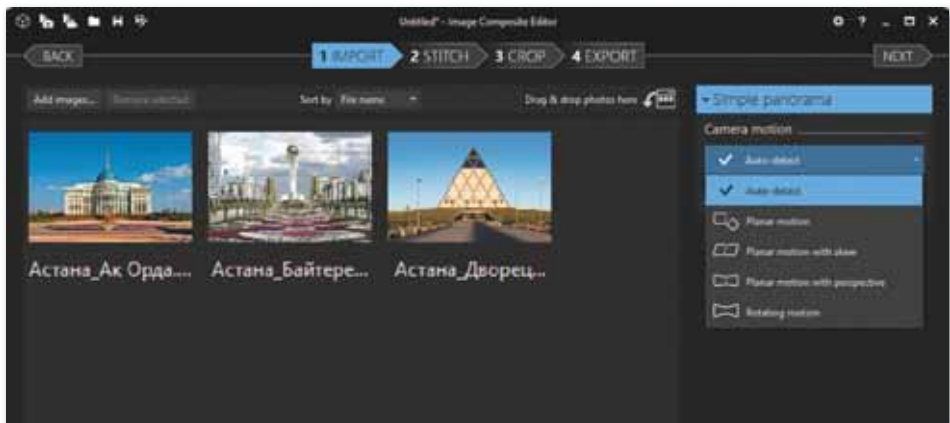 Untitled* - Image Composite Editor
BACK
1 IMPORT 2 STITCH 3 CROP 4 EXPORT
NEXT
Add images... Remove selected Sort by File name Drag & drop photos here
Simple panorama
Camera motion
Auto-detect
Auto-detect
Planar motion
Planar motion with skew
Planar motion with perspective
Rotating motion
Астана_Ак Орда.... Астана_Байтере... Астана_Дворец...